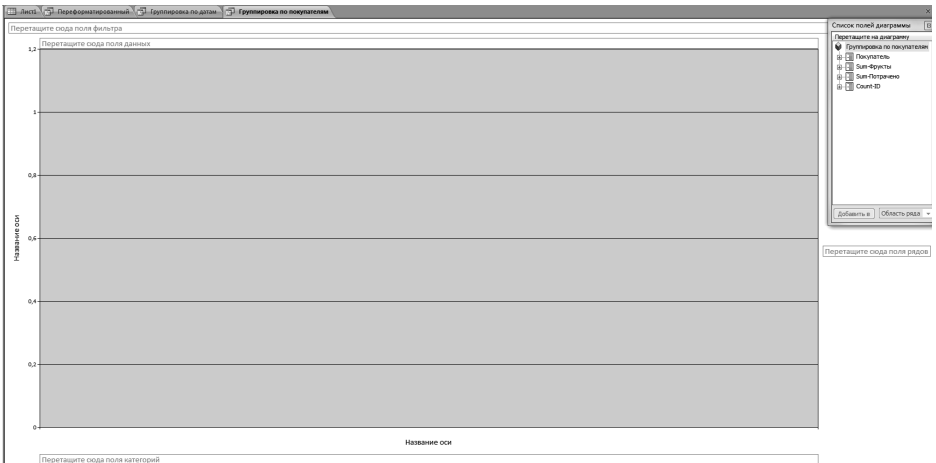 Лист1 Переформатированный Группировка по датам Группировка по покупателям
Перетащите сюда поля фильтра
Перетащите сюда поля данных
1,2
1
0,8
0,6
0,4
0,2
0
Название оси
Название оси
Перетащите сюда поля категорий
Список полей диаграммы
Перетащите на диаграмму
Группировка по покупателям
Покупатель
Sum-Фрукты
Sum-Потрачено
Count-ID
Добавить в Область ряда
Перетащите сюда поля рядов